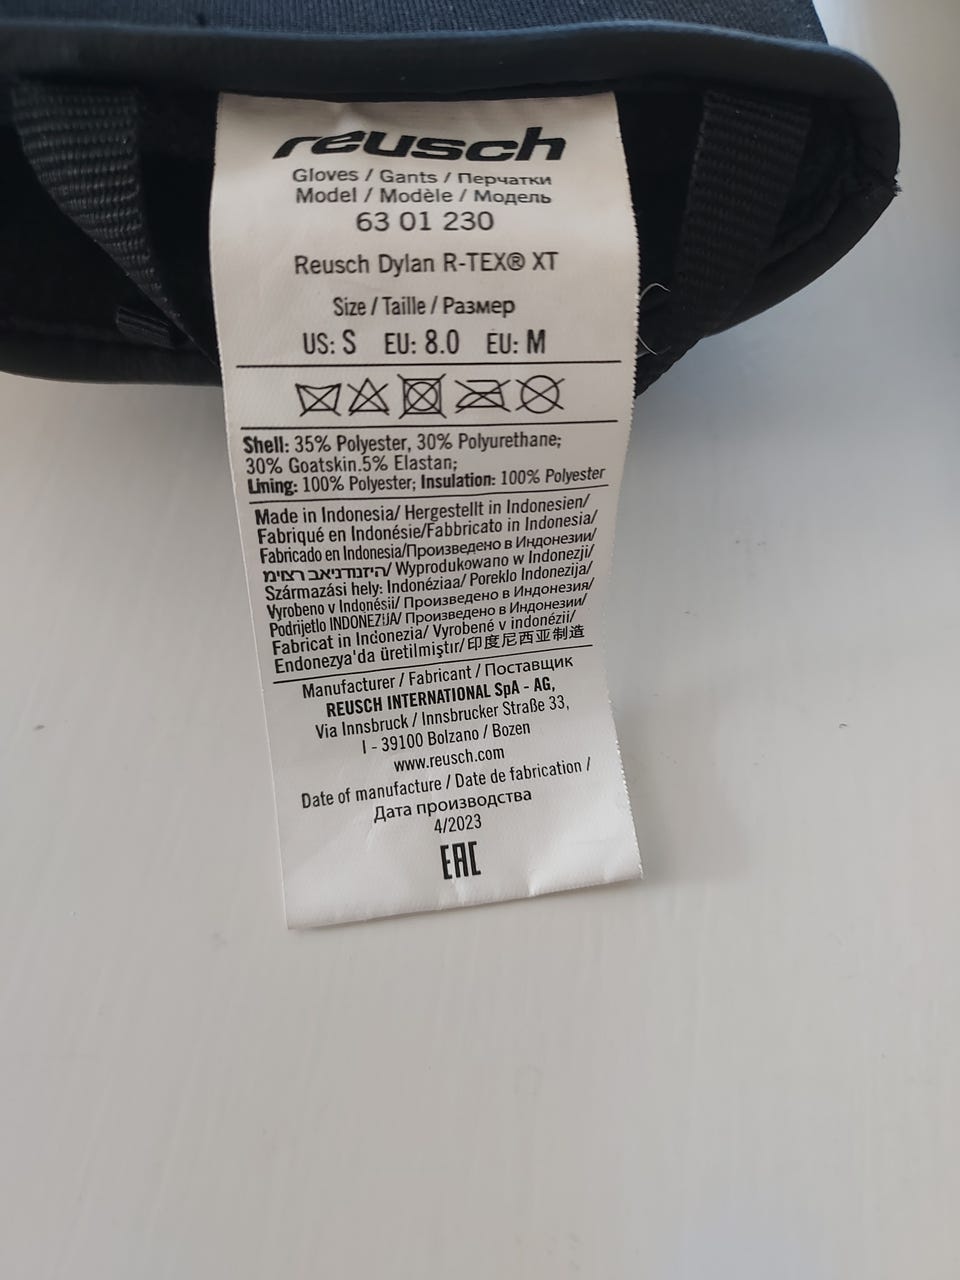 reusch
Gloves / Gants / Перчатки
Model / Modèle / Модель
63 01 230
Reusch Dylan R-TEX® XT
Size / Taille / Размер
US: S EU: 8.0 EU: M
Shell: 35% Polyester, 30% Polyurethane;
30% Goatskin.5% Elastan;
Lining: 100% Polyester; Insulation: 100% Polyester
Made in Indonesia/ Hergestellt in Indonesien/
Fabriqué en Indonésie/Fabbricato in Indonesia/
Fabricado en Indonesia/Произведено в Индонезии/
Wyprodukowano w Indonezji/
Származási hely: Indonéziaa/ Poreklo Indonezija/
Vyrobeno v Indonésii/ Произведено в Индонезия/
Podrijetlo INDONEZIJA/ Произведено в Индонезии/
Fabricat in Indonezia/ Vyrobené v indonézii/
Endonezya'da üretilmiştir/印度尼西亚制造
Manufacturer / Fabricant / Поставщик
REUSCH INTERNATIONAL SpA - AG,
Via Innsbruck / Innsbrucker Straße 33,
I - 39100 Bolzano / Bozen
www.reusch.com
Date of manufacture / Date de fabrication /
Дата производства
4/2023
EAC